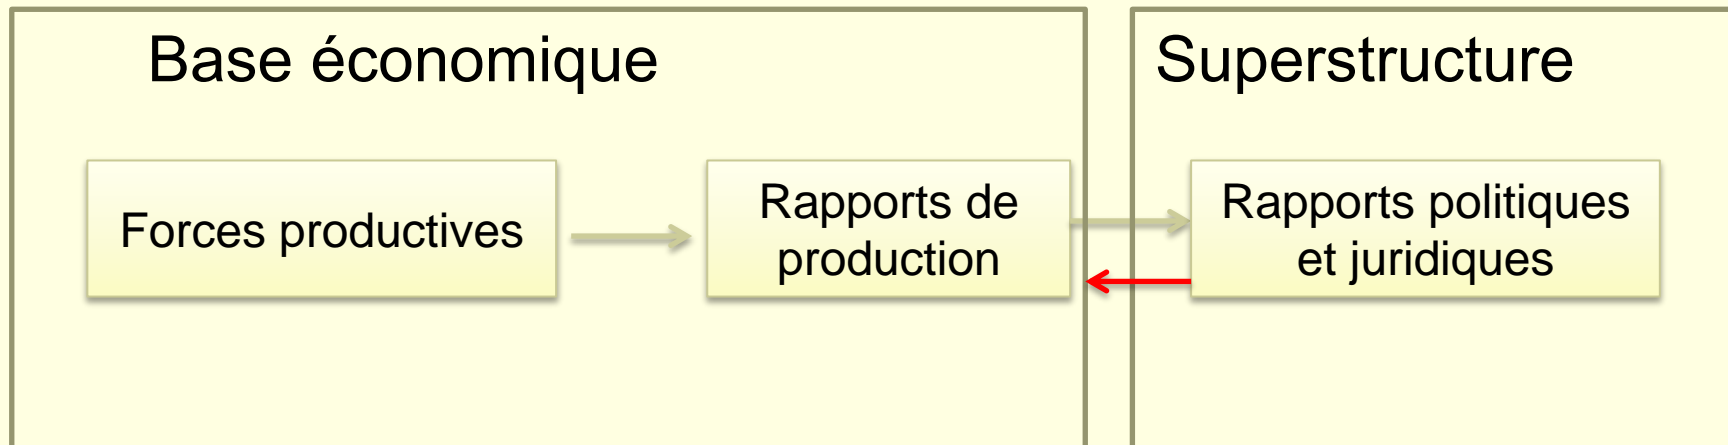 Base économique
Superstructure
Forces productives
Rapports de
production
Rapports politiques
et juridiques